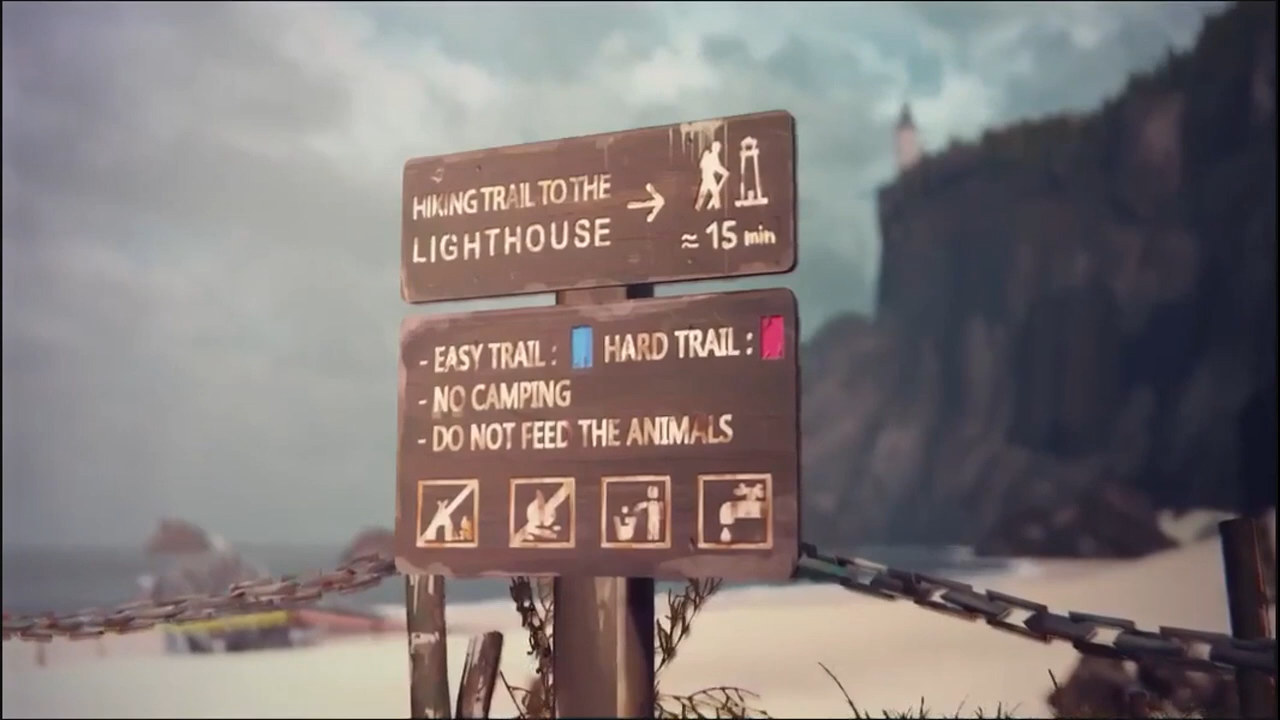 HIKING TRAIL TO THE
LIGHTHOUSE →
≈ 15 min
- EASY TRAIL : HARD TRAIL :
- NO CAMPING
- DO NOT FEED THE ANIMALS